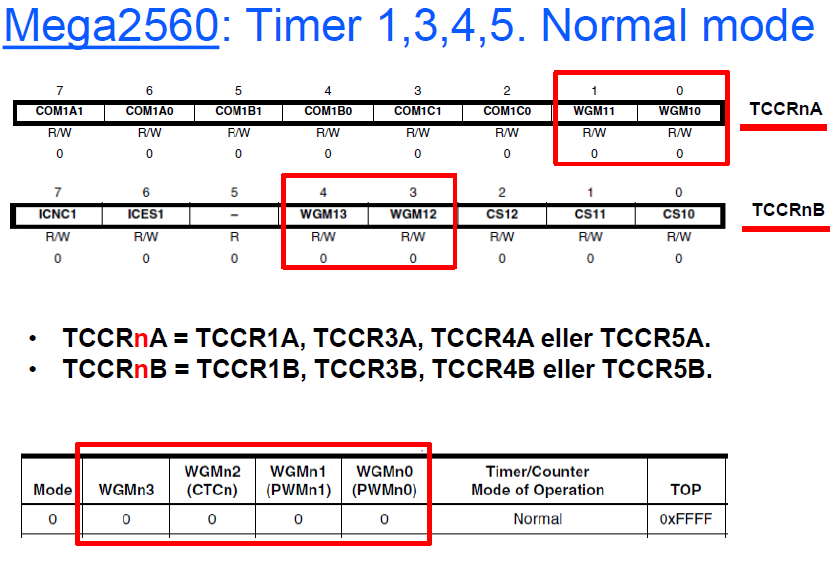 Mega2560: Timer 1,3,4,5. Normal mode
7 6 5 4 3 2 1 0
COM1A1 COM1A0 COM1B1 COM1B0 COM1C1 COM1C0 WGM11 WGM10 TCCRnA
R/W R/W R/W R/W R/W R/W R/W R/W
0 0 0 0 0 0 0 0
7 6 5 4 3 2 1 0
ICNC1 ICES1 – WGM13 WGM12 CS12 CS11 CS10 TCCRnB
R/W R/W R R/W R/W R/W R/W R/W
0 0 0 0 0 0 0 0
• TCCRnA = TCCR1A, TCCR3A, TCCR4A eller TCCR5A.
• TCCRnB = TCCR1B, TCCR3B, TCCR4B eller TCCR5B.
Mode WGMn3 WGMn2 (CTCn) WGMn1 (PWMn1) WGMn0 (PWMn0) Timer/Counter Mode of Operation TOP
0 0 0 0 0 Normal 0xFFFF